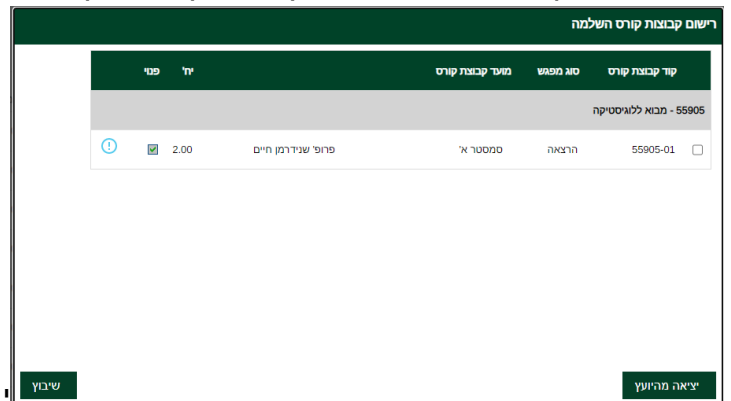 רישום קבוצות קורס השלמה
קוד קבוצת קורס סוג מפגש מועד קבוצת קורס יח' פנוי
55905 - מבוא ללוגיסטיקה
55905-01 הרצאה סמסטר א' פרופ' שנידרמן חיים 2.00
יציאה מהיועץ שיבוץ